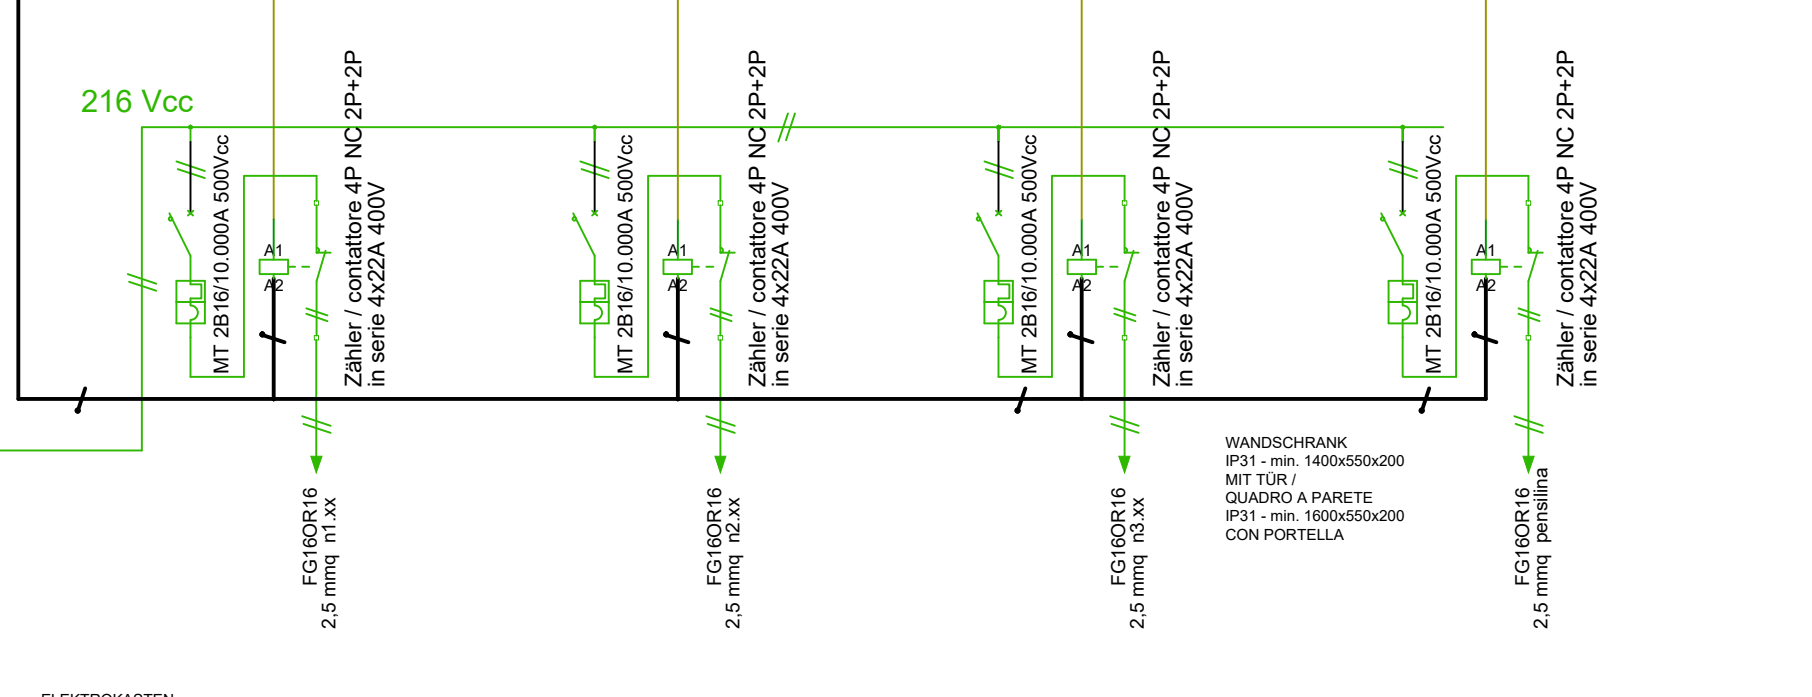 216 Vcc
MT 2B16/10.000A 500Vcc
A1
A2
Zähler / contattore 4P NC 2P+2P
in serie 4x22A 400V
MT 2B16/10.000A 500Vcc
A1
A2
Zähler / contattore 4P NC 2P+2P
in serie 4x22A 400V
MT 2B16/10.000A 500Vcc
A1
A2
Zähler / contattore 4P NC 2P+2P
in serie 4x22A 400V
MT 2B16/10.000A 500Vcc
A1
A2
Zähler / contattore 4P NC 2P+2P
in serie 4x22A 400V
FG16OR16
2,5 mmq n1.xx
FG16OR16
2,5 mmq n2.xx
FG16OR16
2,5 mmq n3.xx
WANDSCHRANK
IP31 - min. 1400x550x200
MIT TÜR /
QUADRO A PARETE
IP31 - min. 1600x550x200
CON PORTELLA
FG16OR16
2,5 mmq pensilina
ELEKTROKASTEN